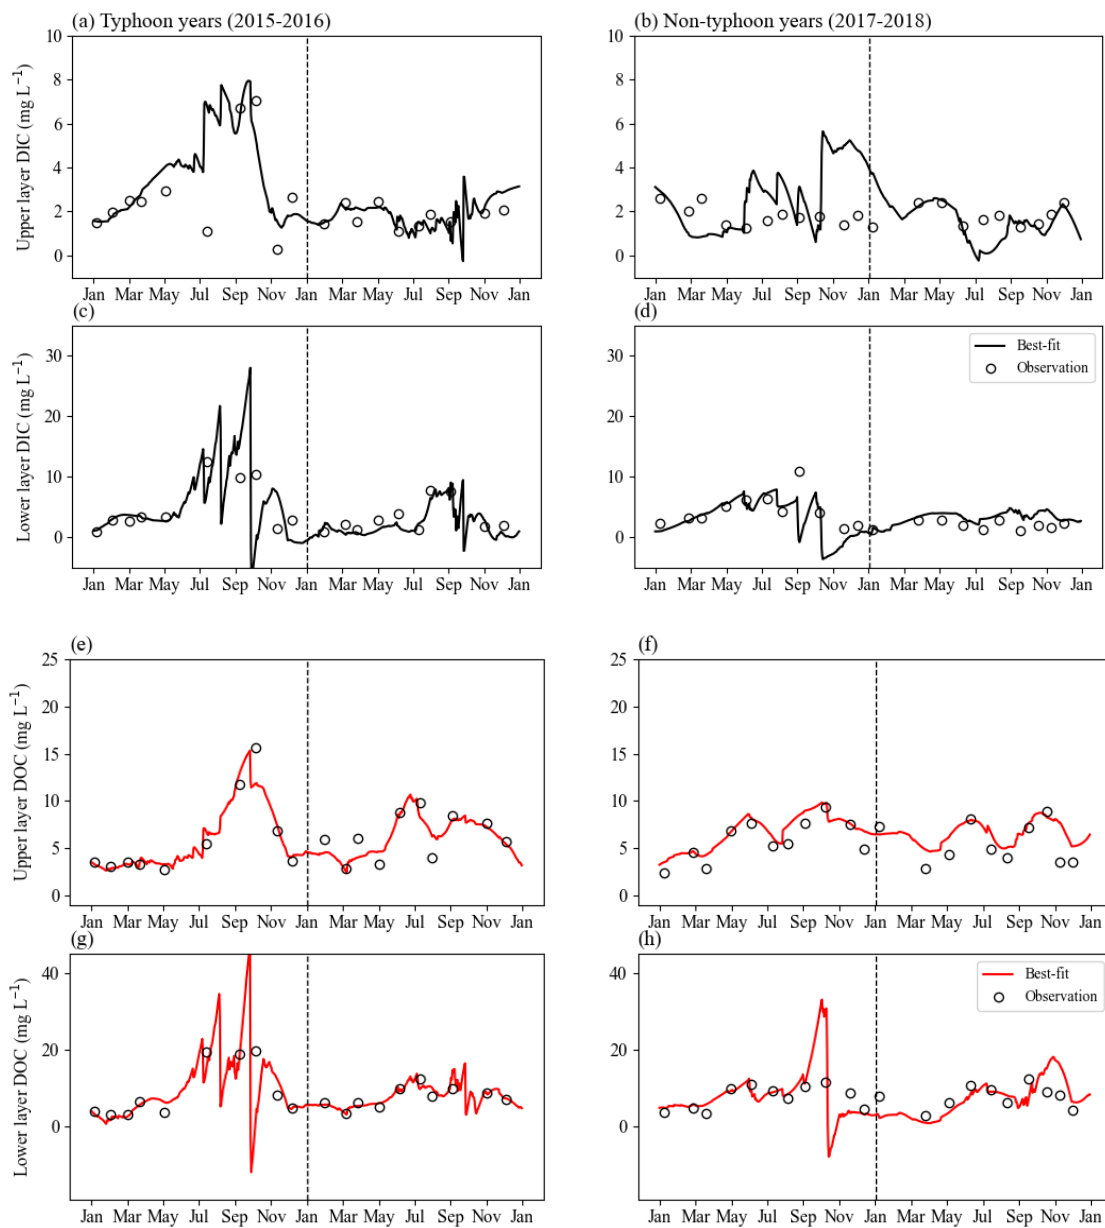 (a) Typhoon years (2015-2016)
(b) Non-typhoon years (2017-2018)
Upper layer DIC (mg L⁻¹)
10
8
6
4
2
0
Jan Mar May Jul Sep Nov Jan Mar May Jul Sep Nov Jan
10
8
6
4
2
0
Jan Mar May Jul Sep Nov Jan Mar May Jul Sep Nov Jan
(c)
(d)
Lower layer DIC (mg L⁻¹)
30
20
10
0
Jan Mar May Jul Sep Nov Jan Mar May Jul Sep Nov Jan
30
20
10
0
Best-fit
Observation
Jan Mar May Jul Sep Nov Jan Mar May Jul Sep Nov Jan
(e)
(f)
Upper layer DOC (mg L⁻¹)
25
20
15
10
5
0
Jan Mar May Jul Sep Nov Jan Mar May Jul Sep Nov Jan
25
20
15
10
5
0
Jan Mar May Jul Sep Nov Jan Mar May Jul Sep Nov Jan
(g)
(h)
Lower layer DOC (mg L⁻¹)
40
20
0
Jan Mar May Jul Sep Nov Jan Mar May Jul Sep Nov Jan
40
20
0
Best-fit
Observation
Jan Mar May Jul Sep Nov Jan Mar May Jul Sep Nov Jan